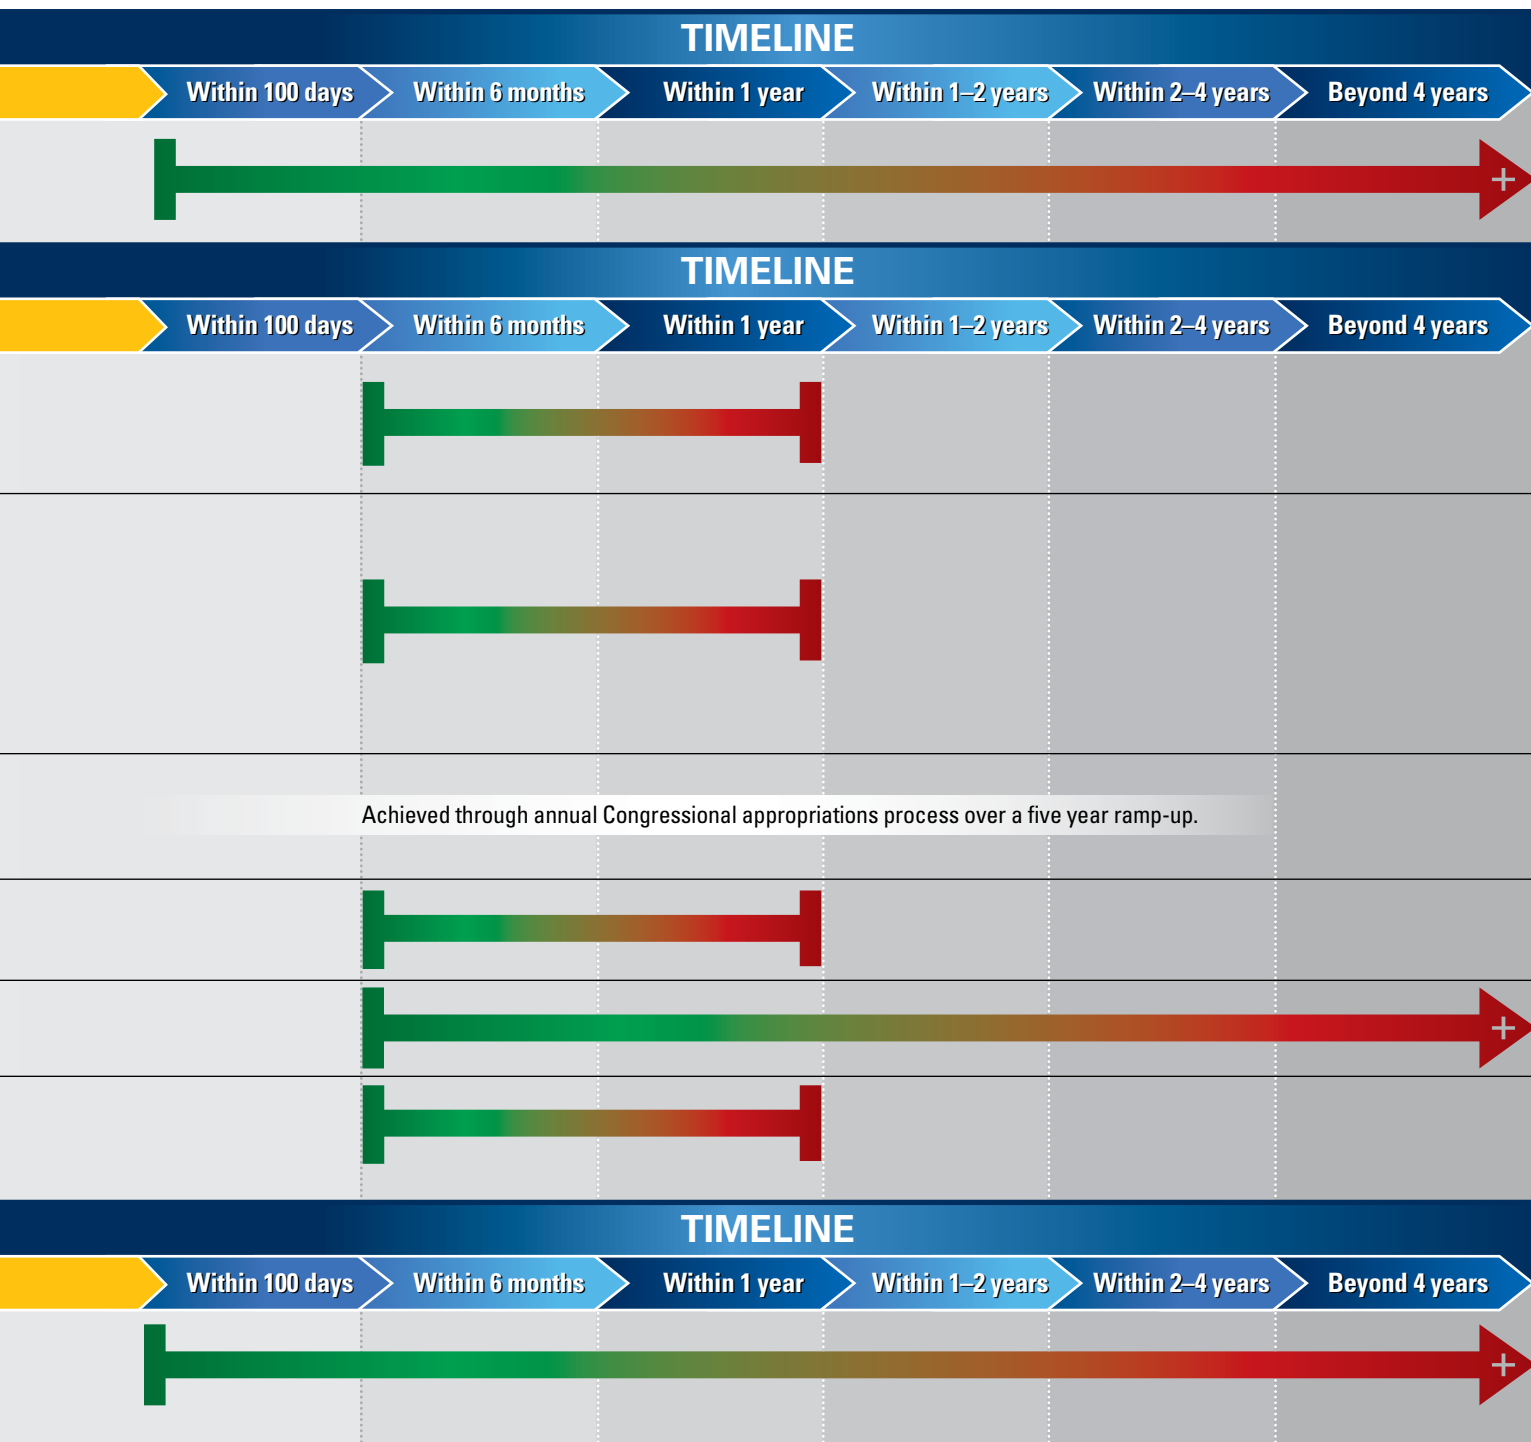 TIMELINE
Within 100 days Within 6 months Within 1 year Within 1–2 years Within 2–4 years Beyond 4 years
+
TIMELINE
Within 100 days Within 6 months Within 1 year Within 1–2 years Within 2–4 years Beyond 4 years
Achieved through annual Congressional appropriations process over a five year ramp-up.
+
TIMELINE
Within 100 days Within 6 months Within 1 year Within 1–2 years Within 2–4 years Beyond 4 years
+